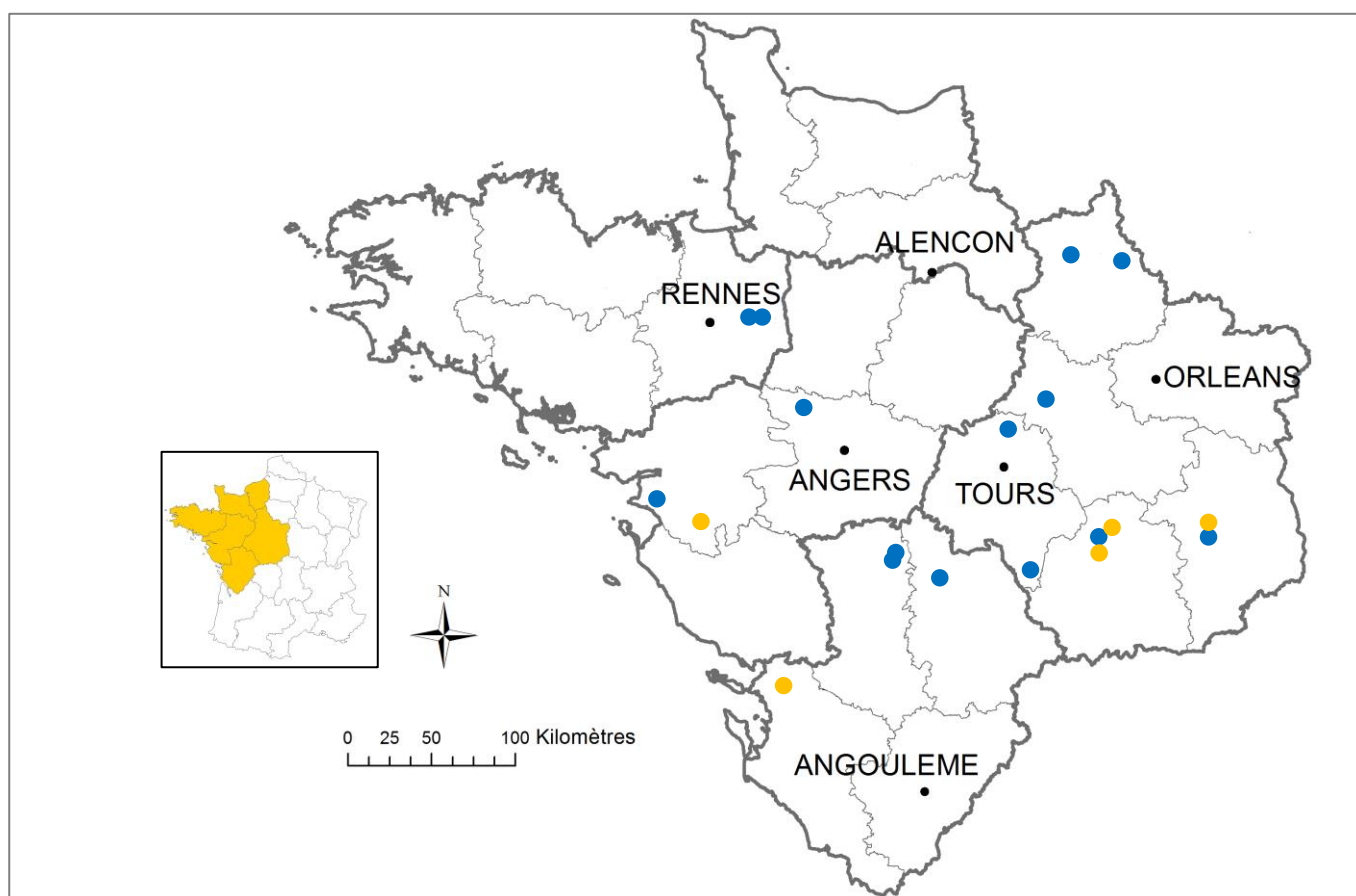 ALENCON
RENNES
ORLEANS
ANGERS
TOURS
N
0 25 50 100 Kilomètres
ANGOULEME